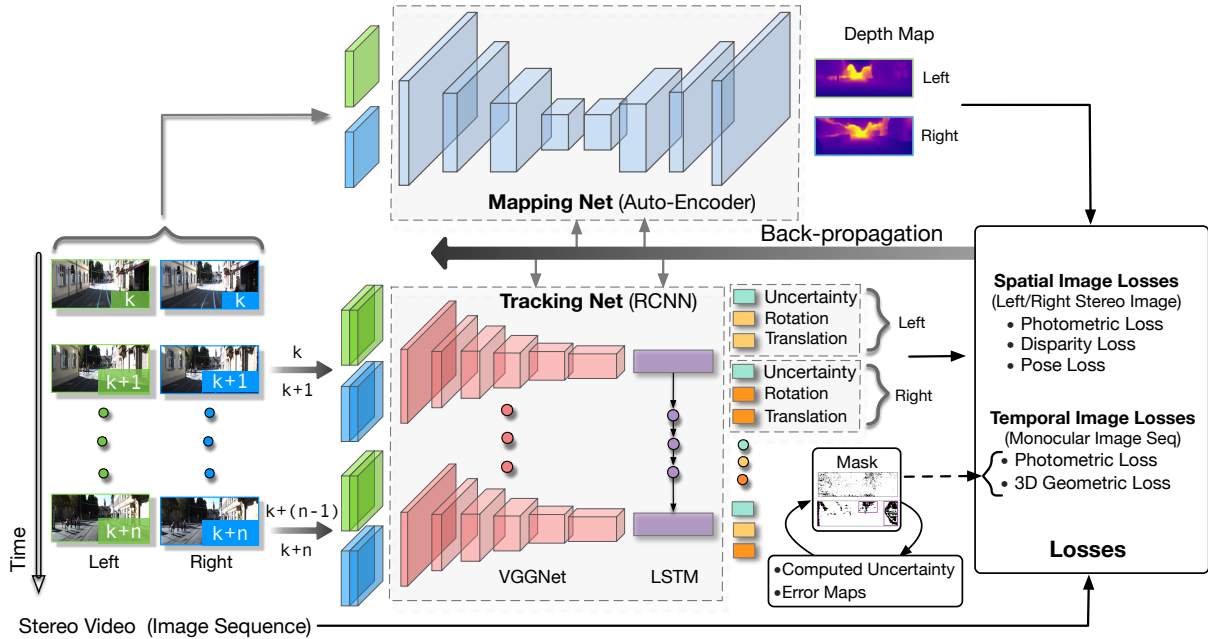 Depth Map
Left
Right
Mapping Net (Auto-Encoder)
Back-propagation
k
k
k+1
k+1
k+n
k+n
Left
Right
Time
Stereo Video (Image Sequence)
k
k+1
k+(n-1)
k+n
Tracking Net (RCNN)
VGGNet
LSTM
Uncertainty
Rotation
Translation
Left
Uncertainty
Rotation
Translation
Right
Mask
•Computed Uncertainty
•Error Maps
Spatial Image Losses
(Left/Right Stereo Image)
• Photometric Loss
• Disparity Loss
• Pose Loss
Temporal Image Losses
(Monocular Image Seq)
• Photometric Loss
• 3D Geometric Loss
Losses